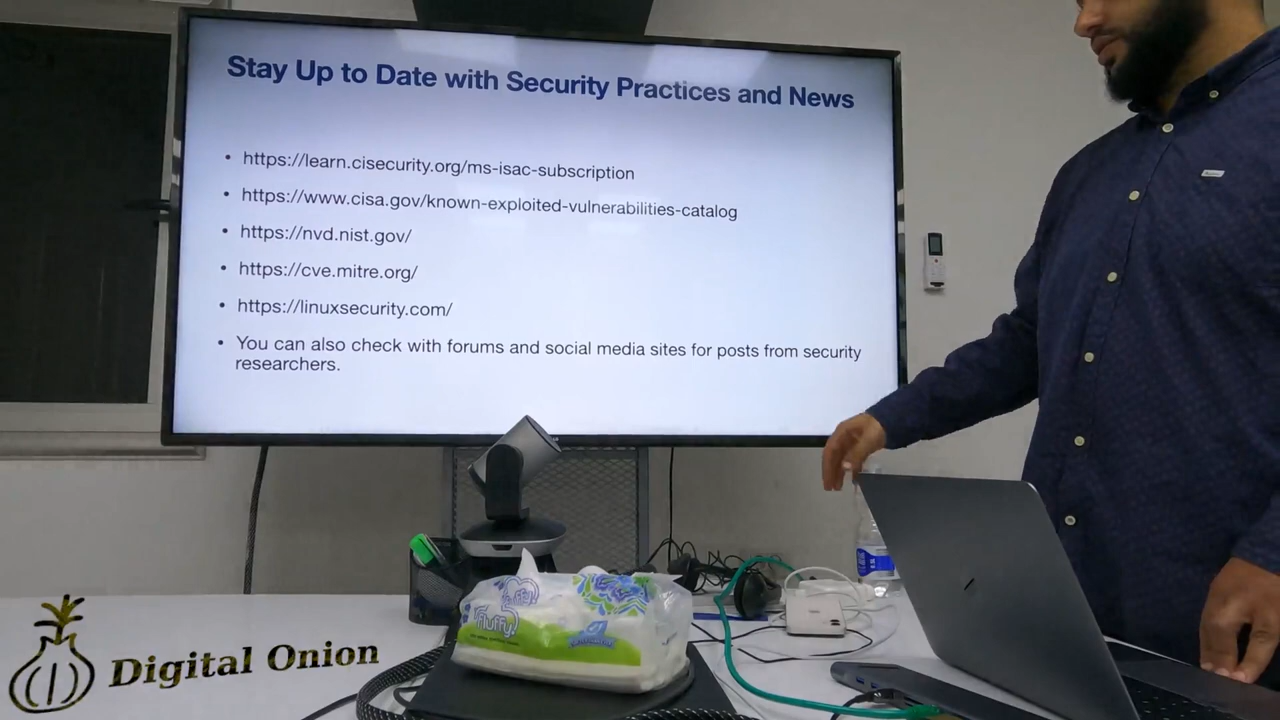 Stay Up to Date with Security Practices and News
• https://learn.cisecurity.org/ms-isac-subscription
• https://www.cisa.gov/known-exploited-vulnerabilities-catalog
• https://nvd.nist.gov/
• https://cve.mitre.org/
• https://linuxsecurity.com/
• You can also check with forums and social media sites for posts from security
researchers.
fluffy!
fluffy!
Digital Onion